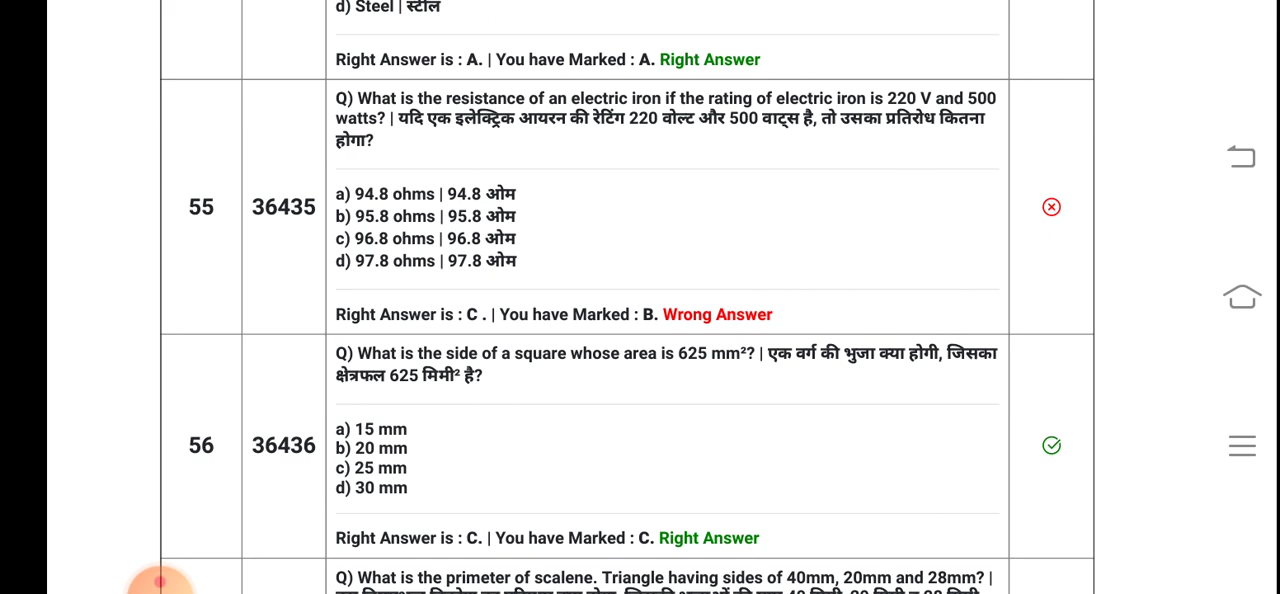 d) Steel | स्टील
Right Answer is : A. | You have Marked : A. Right Answer
55
36435
Q) What is the resistance of an electric iron if the rating of electric iron is 220 V and 500
watts? | यदि एक इलेक्ट्रिक आयरन की रेटिंग 220 वोल्ट और 500 वाट्स है, तो उसका प्रतिरोध कितना
होगा?
a) 94.8 ohms | 94.8 ओम
b) 95.8 ohms | 95.8 ओम
c) 96.8 ohms | 96.8 ओम
d) 97.8 ohms | 97.8 ओम
Right Answer is : C . | You have Marked : B. Wrong Answer
56
36436
Q) What is the side of a square whose area is 625 mm²? | एक वर्ग की भुजा क्या होगी, जिसका
क्षेत्रफल 625 मिमी² है?
a) 15 mm
b) 20 mm
c) 25 mm
d) 30 mm
Right Answer is : C. | You have Marked : C. Right Answer
Q) What is the primeter of scalene. Triangle having sides of 40mm, 20mm and 28mm? |